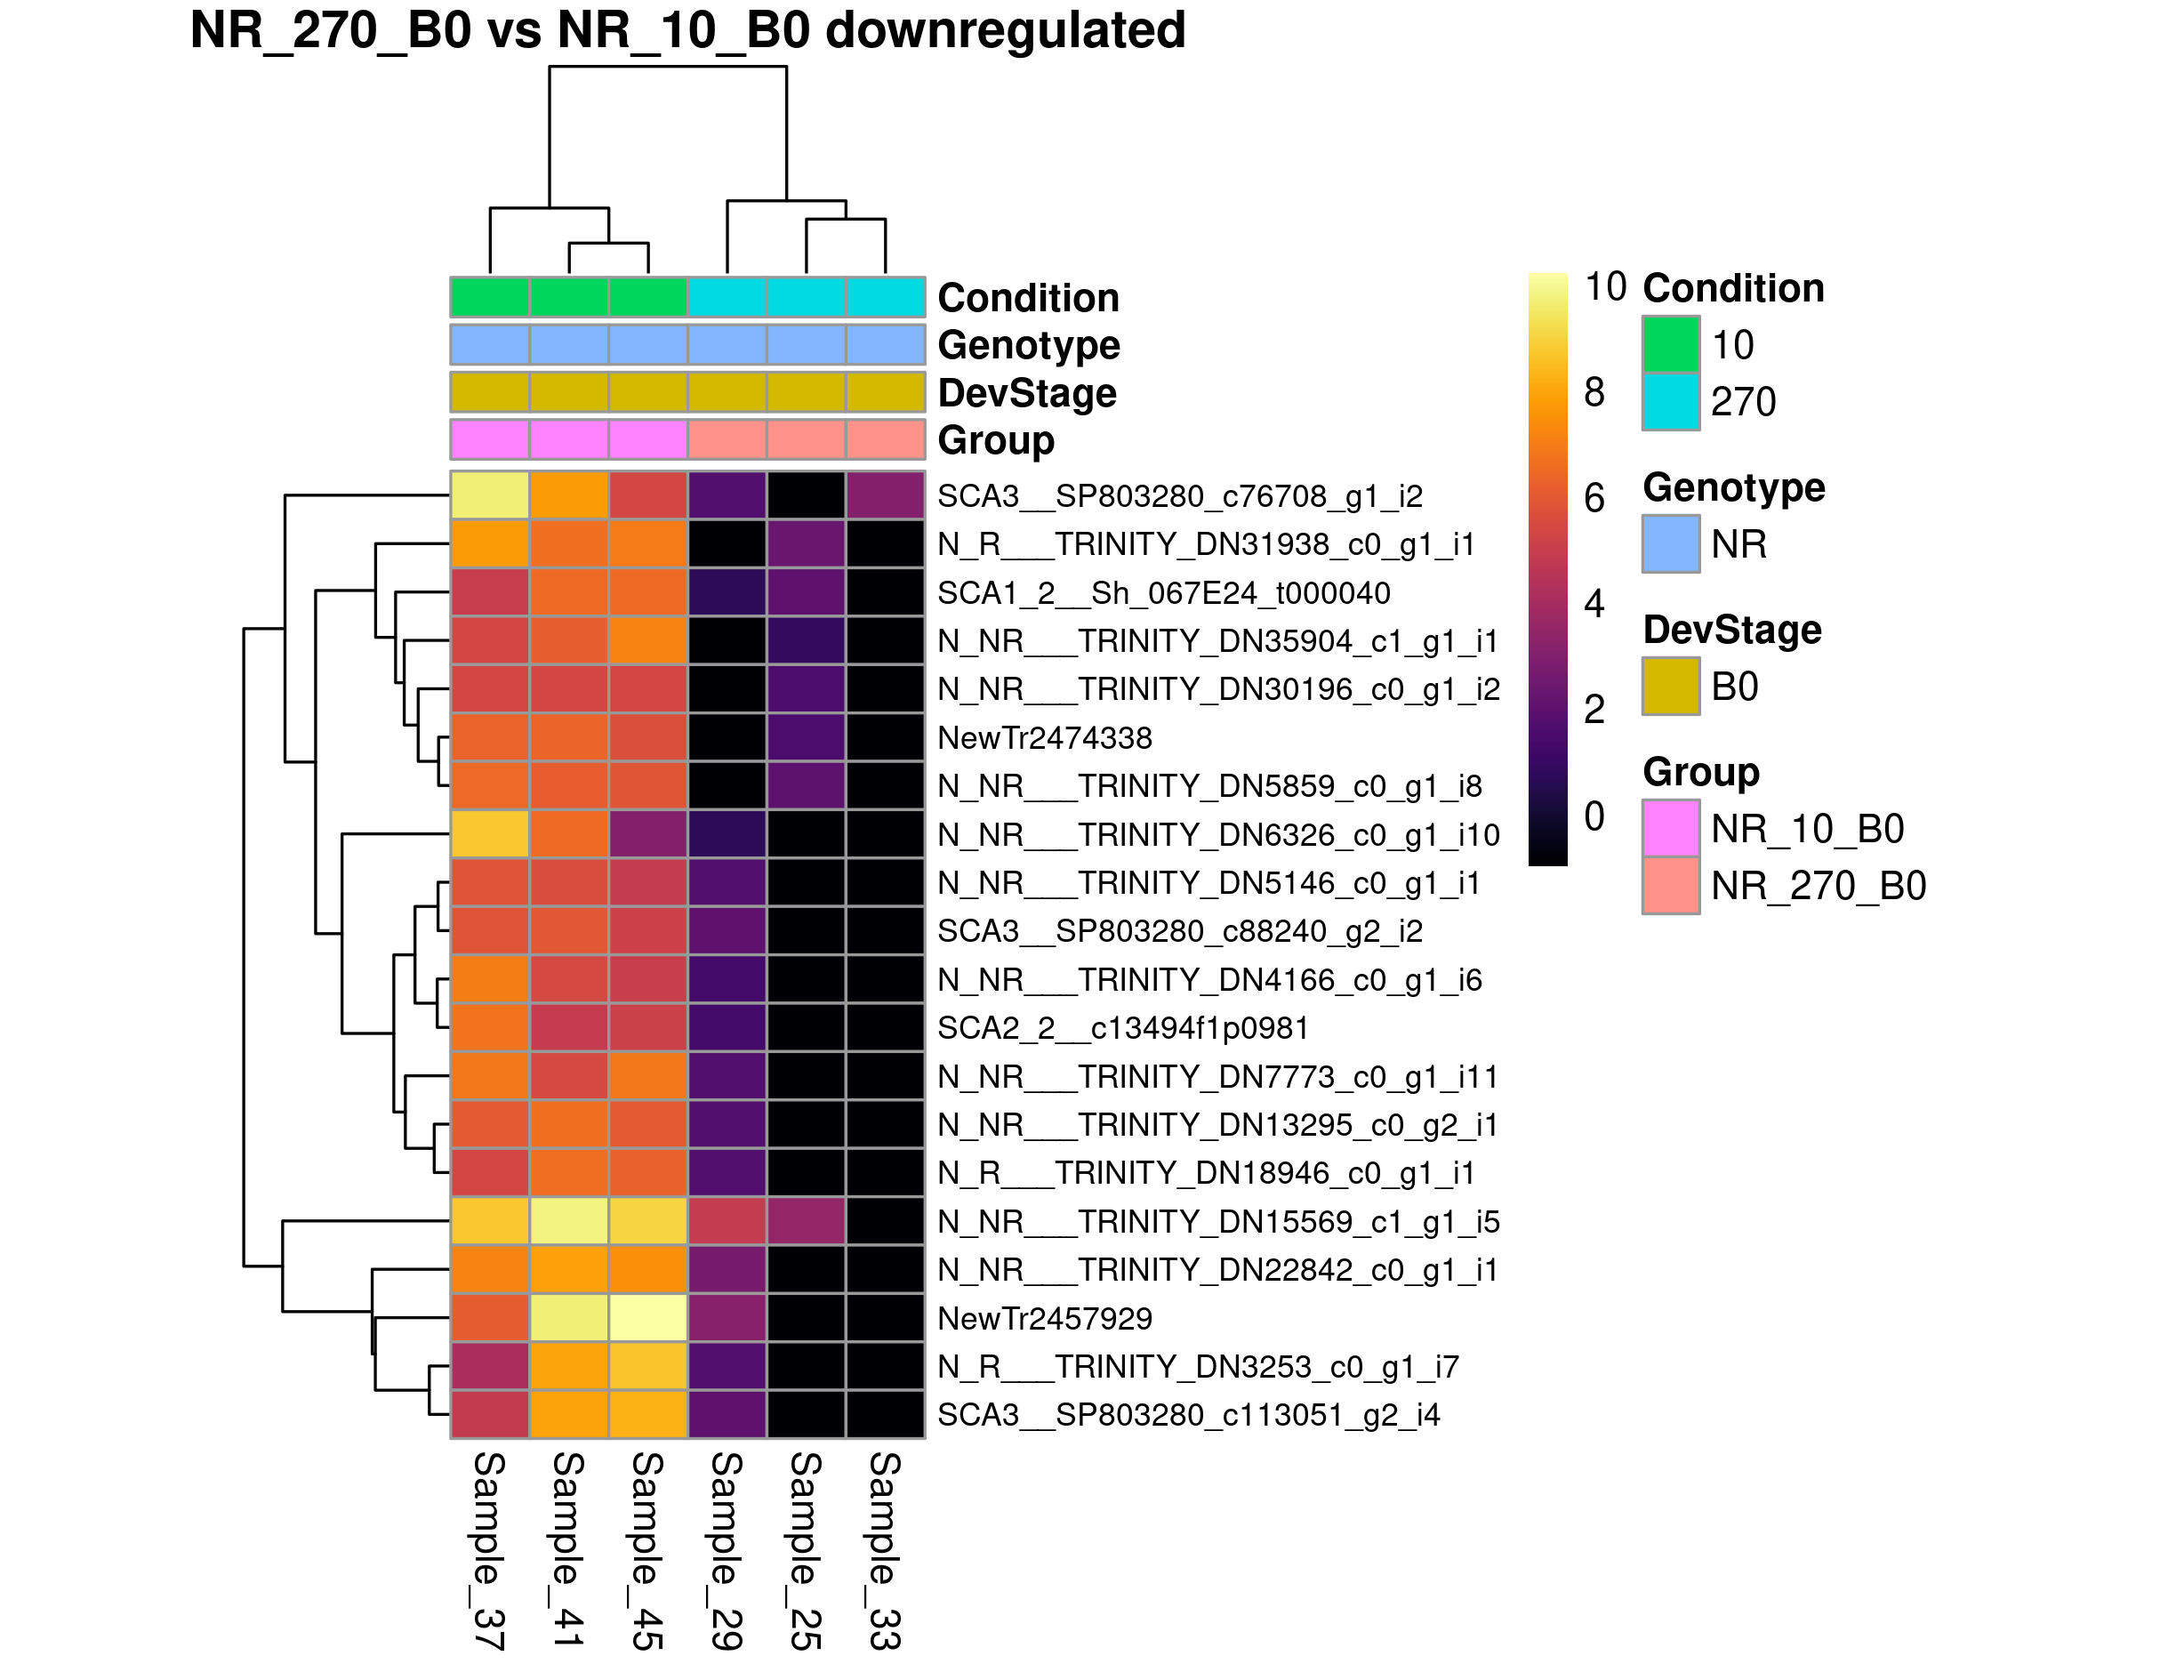 NR_270_B0 vs NR_10_B0 downregulated
Condition
Genotype
DevStage
Group
SCA3__SP803280_c76708_g1_i2
N_R___TRINITY_DN31938_c0_g1_i1
SCA1_2__Sh_067E24_t000040
N_NR___TRINITY_DN35904_c1_g1_i1
N_NR___TRINITY_DN30196_c0_g1_i2
NewTr2474338
N_NR___TRINITY_DN5859_c0_g1_i8
N_NR___TRINITY_DN6326_c0_g1_i10
N_NR___TRINITY_DN5146_c0_g1_i1
SCA3__SP803280_c88240_g2_i2
N_NR___TRINITY_DN4166_c0_g1_i6
SCA2_2__c13494f1p0981
N_NR___TRINITY_DN7773_c0_g1_i11
N_NR___TRINITY_DN13295_c0_g2_i1
N_R___TRINITY_DN18946_c0_g1_i1
N_NR___TRINITY_DN15569_c1_g1_i5
N_NR___TRINITY_DN22842_c0_g1_i1
NewTr2457929
N_R___TRINITY_DN3253_c0_g1_i7
SCA3__SP803280_c113051_g2_i4
Sample_37
Sample_41
Sample_45
Sample_29
Sample_25
Sample_33
10
8
6
4
2
0
Condition
10
270
Genotype
NR
DevStage
B0
Group
NR_10_B0
NR_270_B0